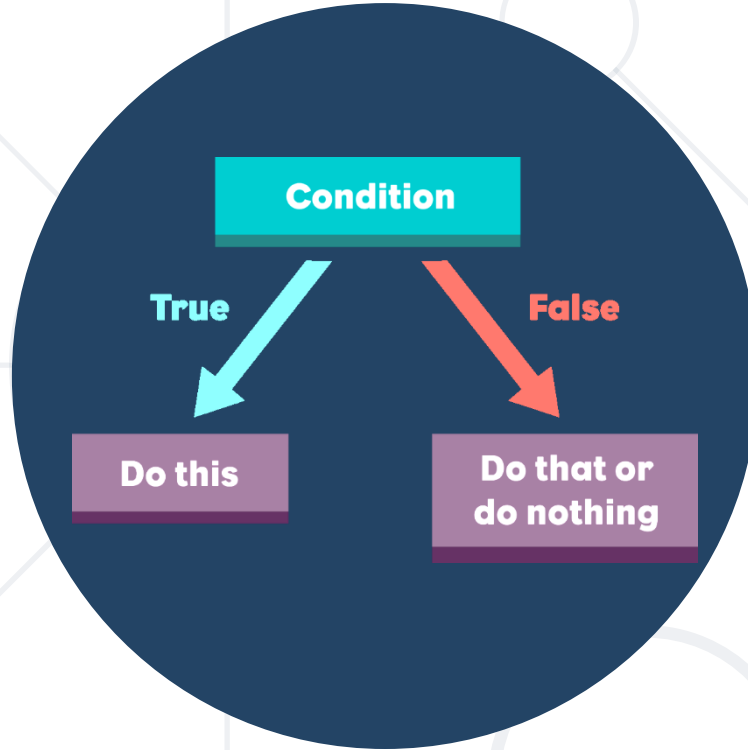 Condition
True
False
Do this
Do that or
do nothing